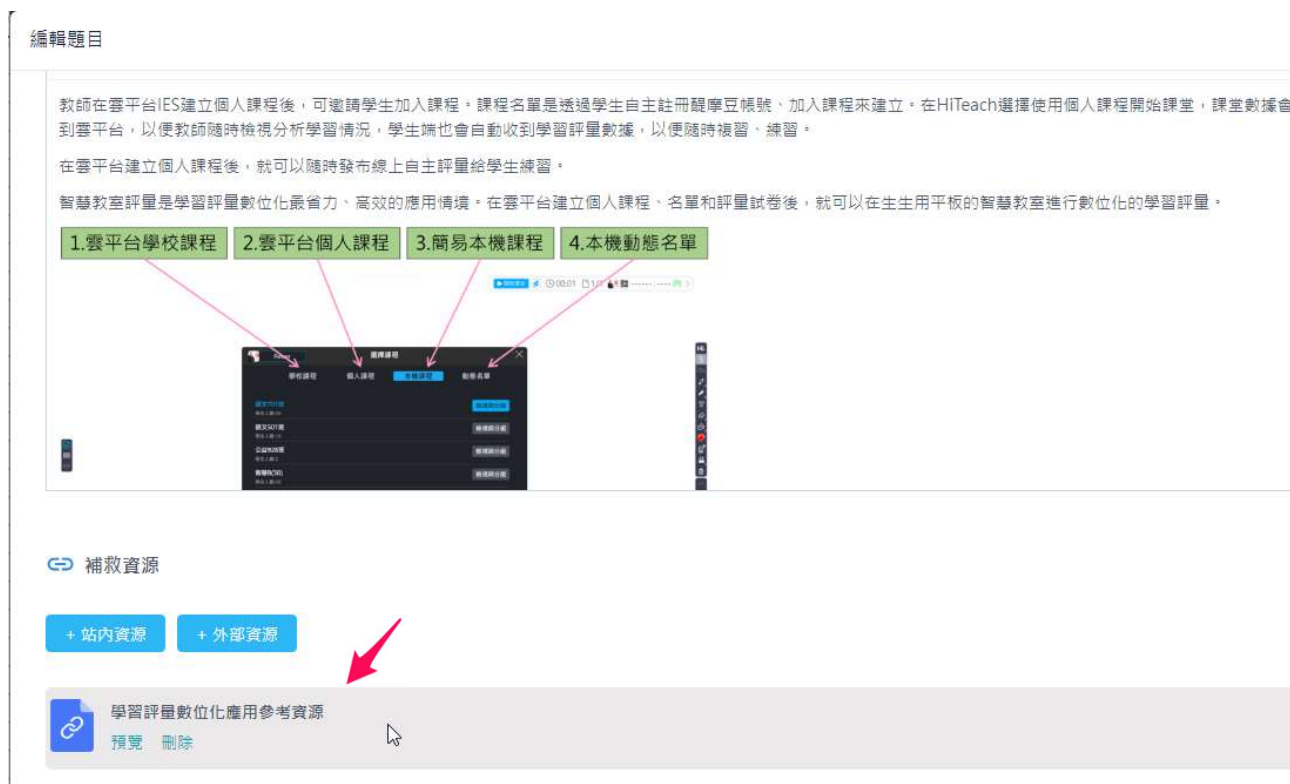 編輯題目
教師在雲平台IES建立個人課程後，可邀請學生加入課程。課程名單是透過學生自主註冊醍摩豆帳號、加入課程來建立。在HiTeach選擇使用個人課程開始課堂，課堂數據會
到雲平台，以便教師隨時檢視分析學習情況，學生端也會自動收到學習評量數據，以便隨時複習、練習。
在雲平台建立個人課程後，就可以隨時發布線上自主評量給學生練習。
智慧教室評量是學習評量數位化最省力、高效的應用情境。在雲平台建立個人課程、名單和評量試卷後，就可以在生生用平板的智慧教室進行數位化的學習評量。
1.雲平台學校課程 2.雲平台個人課程 3.簡易本機課程 4.本機動態名單
00:01
選擇課程
學校課程 個人課程 本機課程 動態名單
補救資源
+ 站內資源 + 外部資源
學習評量數位化應用參考資源
預覽 刪除